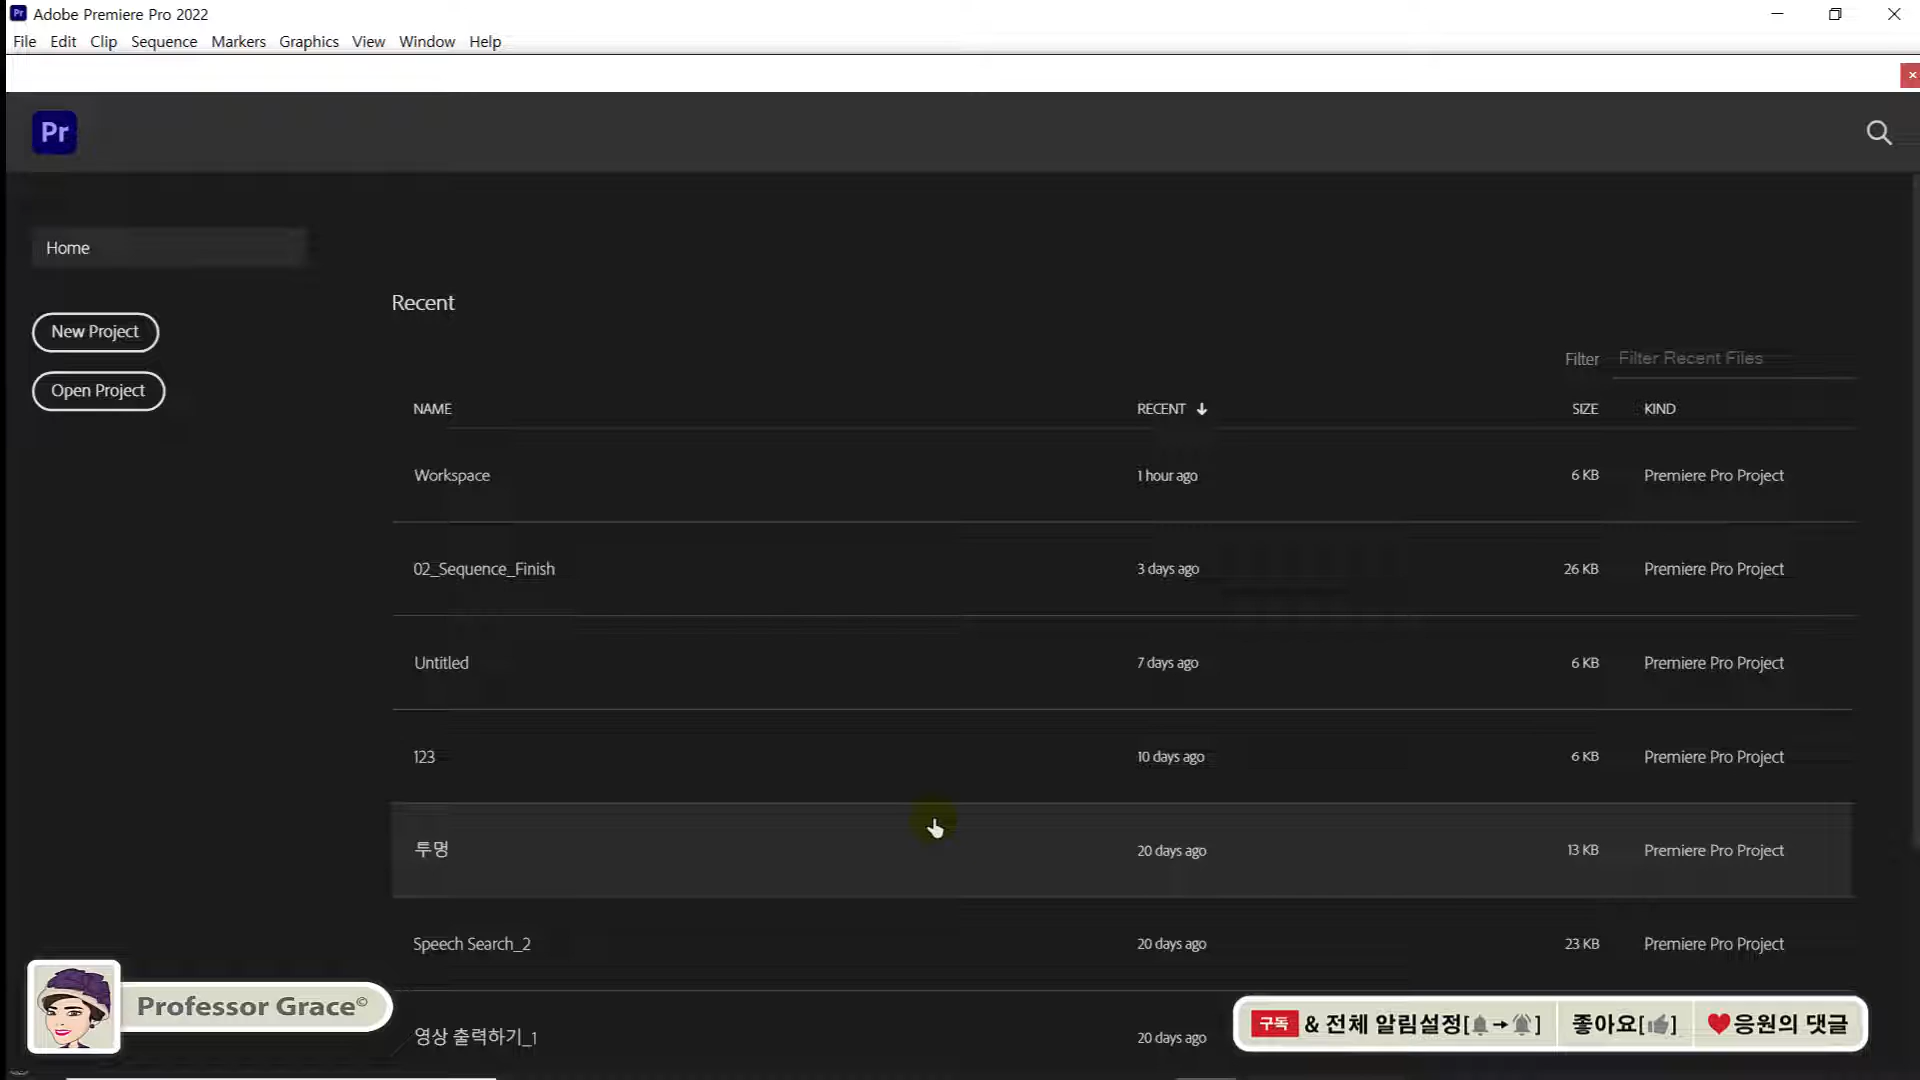 Pr Adobe Premiere Pro 2022
File Edit Clip Sequence Markers Graphics View Window Help
Pr
Home
New Project
Open Project
Recent
Filter Filter Recent Files
NAME RECENT SIZE KIND
Workspace 1 hour ago 6 KB Premiere Pro Project
02_Sequence_Finish 3 days ago 26 KB Premiere Pro Project
Untitled 7 days ago 6 KB Premiere Pro Project
123 10 days ago 6 KB Premiere Pro Project
투명 20 days ago 13 KB Premiere Pro Project
Speech Search_2 20 days ago 23 KB Premiere Pro Project
영상 출력하기_1 20 days ago
Professor Grace©
구독 & 전체 알림설정[🔔→🔔] 좋아요[👍] ❤응원의 댓글